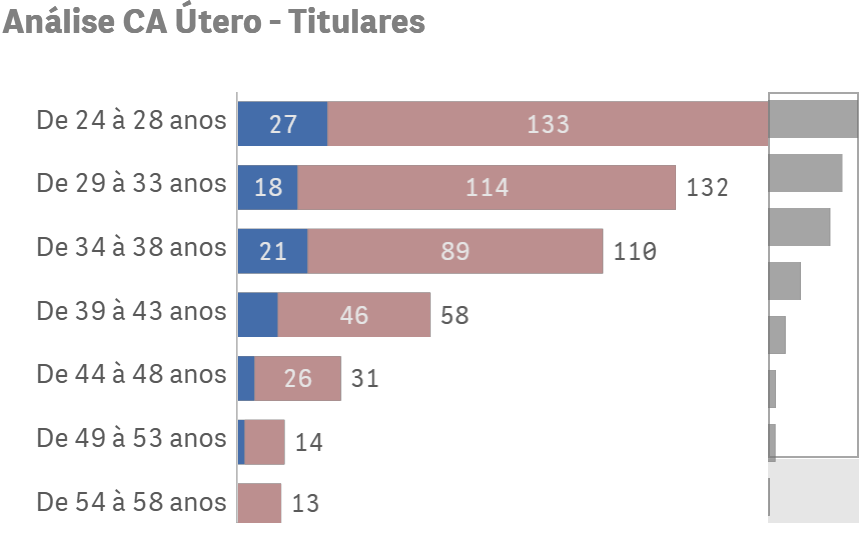 Análise CA Útero - Titulares
De 24 à 28 anos 27 133
De 29 à 33 anos 18 114 132
De 34 à 38 anos 21 89 110
De 39 à 43 anos 46 58
De 44 à 48 anos 26 31
De 49 à 53 anos 14
De 54 à 58 anos 13